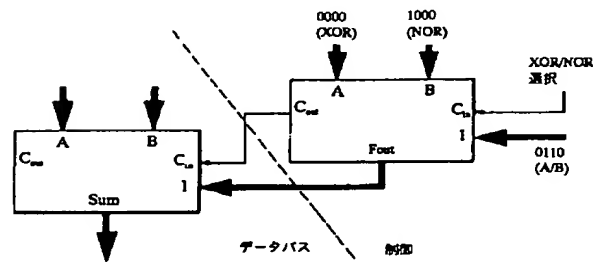 0000
(XOR)
1000
(NOR)
XOR/NOR
選択
A
B
Cout
Cin
I
Fout
0110
(A/B)
A
B
Cout
Cin
I
Sum
データパス
制御